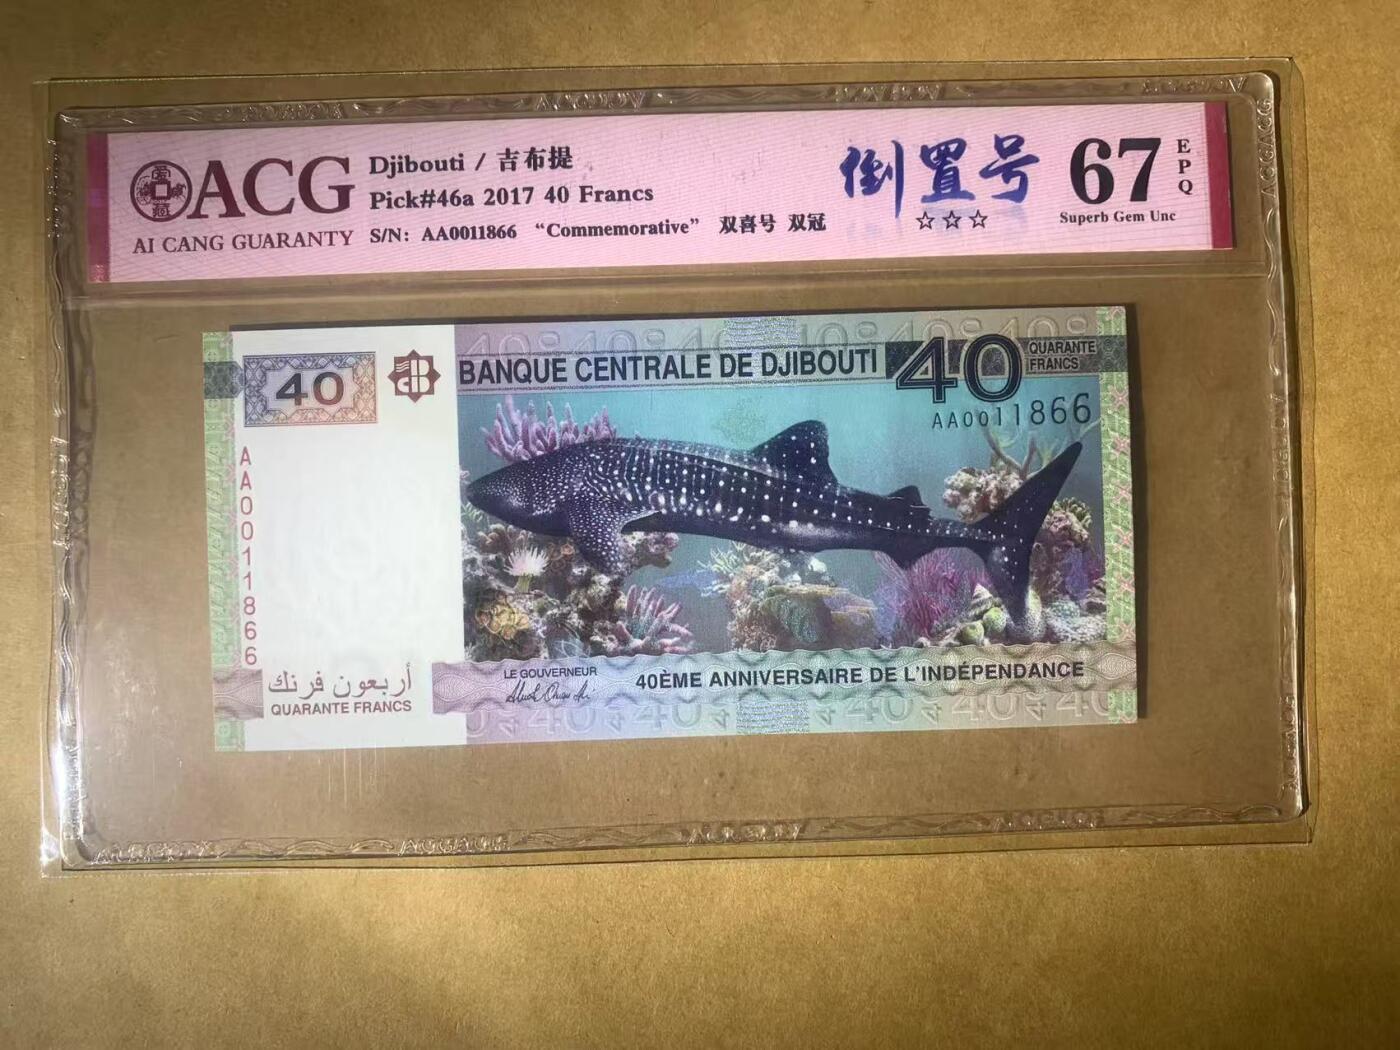 ACG
AI CANG GUARANTY
Djibouti / 吉布提
Pick#46a 2017 40 Francs
S/N: AA0011866 “Commemorative” 双喜号 双冠
倒置号
☆☆☆
67
EPQ
Superb Gem Unc
40
BANQUE CENTRALE DE DJIBOUTI
40
QUARANTE
FRANCS
AA0011866
AA0011866
أربعون فرنك
QUARANTE FRANCS
LE GOUVERNEUR
40ÈME ANNIVERSAIRE DE L'INDÉPENDANCE